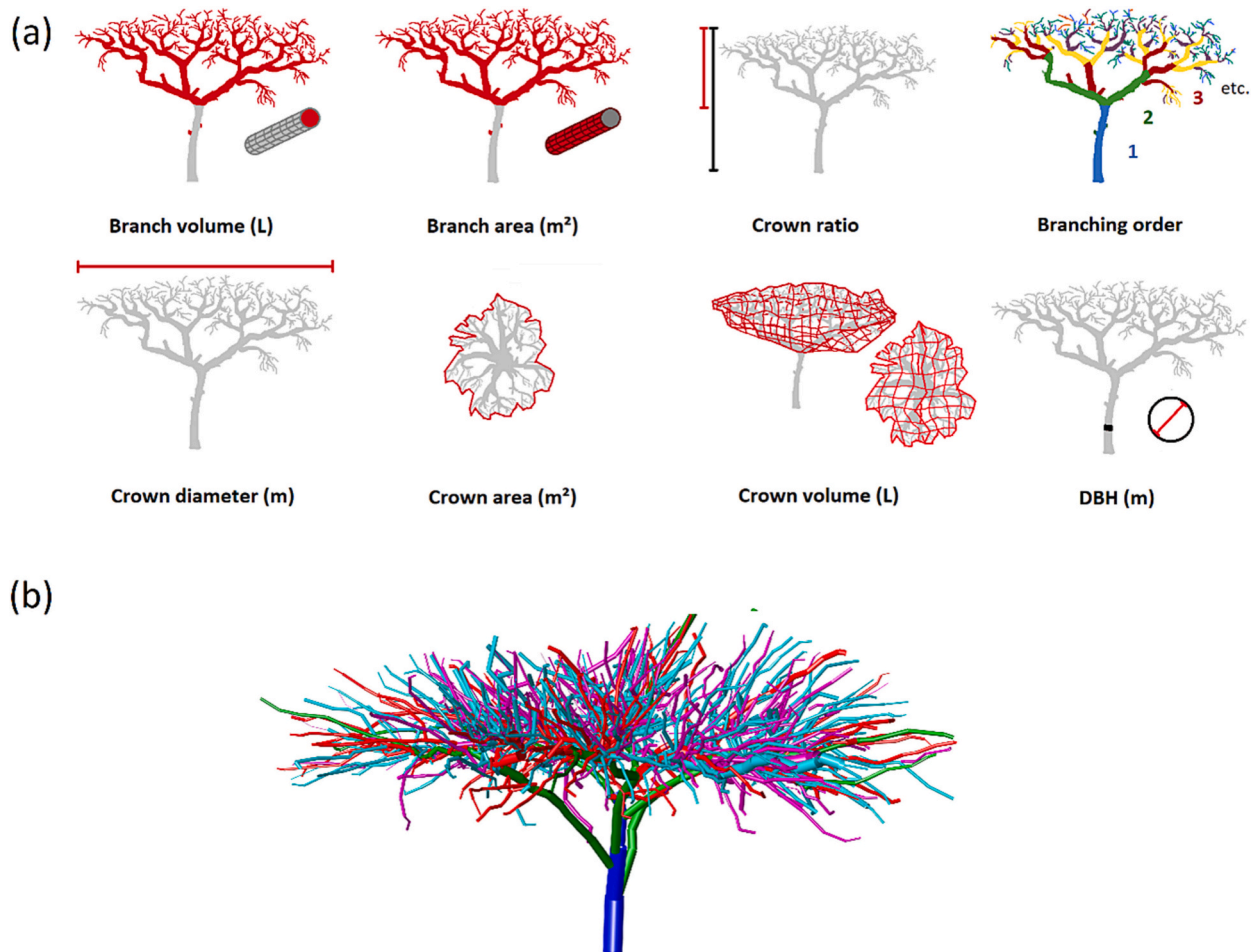 (a)
etc.
3
2
1
Branch volume (L)
Branch area (m²)
Crown ratio
Branching order
Crown diameter (m)
Crown area (m²)
Crown volume (L)
DBH (m)
(b)